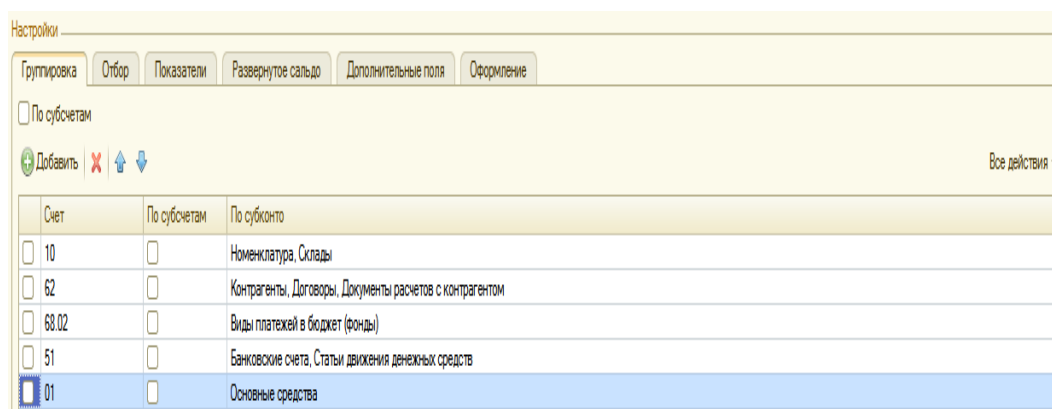 Настройки
Группировка Отбор Показатели Развернутое сальдо Дополнительные поля Оформление
По субсчетам
Добавить Все действия
Счет По субсчетам По субконто
10 Номенклатура, Склады
62 Контрагенты, Договоры, Документы расчетов с контрагентом
68.02 Виды платежей в бюджет (фонды)
51 Банковские счета, Статьи движения денежных средств
01 Основные средства